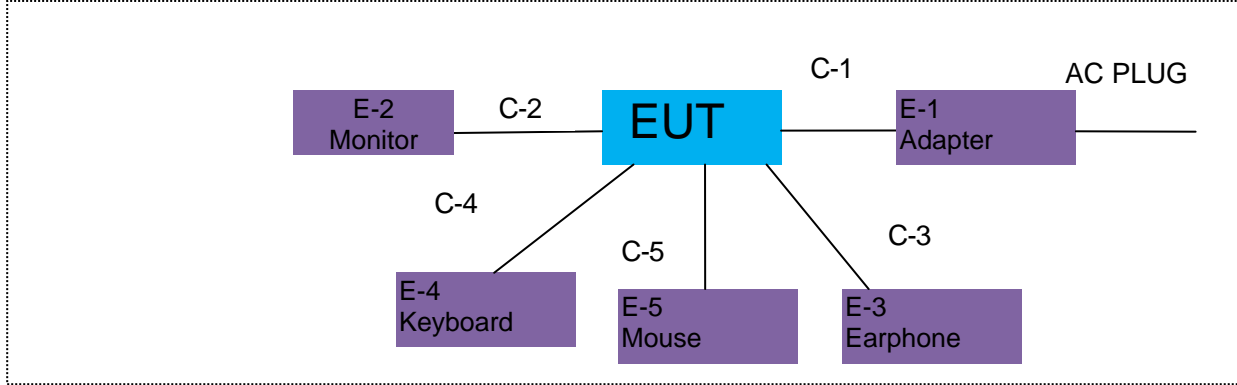 C-1
AC PLUG
E-2
Monitor
C-2
EUT
E-1
Adapter
C-4
C-5
C-3
E-4
Keyboard
E-5
Mouse
E-3
Earphone